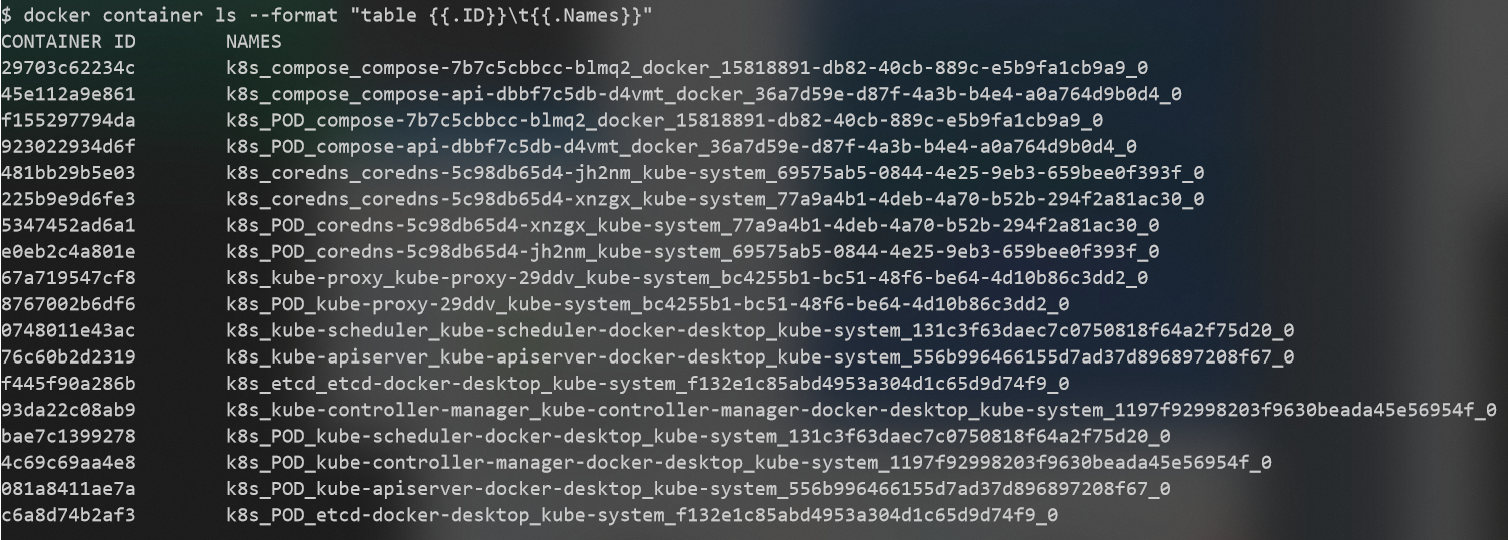 $ docker container ls --format "table {{.ID}}\t{{.Names}}"
CONTAINER ID NAMES
29703c62234c k8s_compose_compose-7b7c5cbbcc-blmq2_docker_15818891-db82-40cb-889c-e5b9fa1cb9a9_0
45e112a9e861 k8s_compose_compose-api-dbbf7c5db-d4vmt_docker_36a7d59e-d87f-4a3b-b4e4-a0a764d9b0d4_0
f155297794da k8s_POD_compose-7b7c5cbbcc-blmq2_docker_15818891-db82-40cb-889c-e5b9fa1cb9a9_0
923022934d6f k8s_POD_compose-api-dbbf7c5db-d4vmt_docker_36a7d59e-d87f-4a3b-b4e4-a0a764d9b0d4_0
481bb29b5e03 k8s_coredns_coredns-5c98db65d4-jh2nm_kube-system_69575ab5-0844-4e25-9eb3-659bee0f393f_0
225b9e9d6fe3 k8s_coredns_coredns-5c98db65d4-xnzgx_kube-system_77a9a4b1-4deb-4a70-b52b-294f2a81ac30_0
5347452ad6a1 k8s_POD_coredns-5c98db65d4-xnzgx_kube-system_77a9a4b1-4deb-4a70-b52b-294f2a81ac30_0
e0eb2c4a801e k8s_POD_coredns-5c98db65d4-jh2nm_kube-system_69575ab5-0844-4e25-9eb3-659bee0f393f_0
67a719547cf8 k8s_kube-proxy_kube-proxy-29ddv_kube-system_bc4255b1-bc51-48f6-be64-4d10b86c3dd2_0
8767002b6df6 k8s_POD_kube-proxy-29ddv_kube-system_bc4255b1-bc51-48f6-be64-4d10b86c3dd2_0
0748011e43ac k8s_kube-scheduler_kube-scheduler-docker-desktop_kube-system_131c3f63daec7c0750818f64a2f75d20_0
76c60b2d2319 k8s_kube-apiserver_kube-apiserver-docker-desktop_kube-system_556b996466155d7ad37d896897208f67_0
f445f90a286b k8s_etcd_etcd-docker-desktop_kube-system_f132e1c85abd4953a304d1c65d9d74f9_0
93da22c08ab9 k8s_kube-controller-manager_kube-controller-manager-docker-desktop_kube-system_1197f92998203f9630beada45e56954f_0
bae7c1399278 k8s_POD_kube-scheduler-docker-desktop_kube-system_131c3f63daec7c0750818f64a2f75d20_0
4c69c69aa4e8 k8s_POD_kube-controller-manager-docker-desktop_kube-system_1197f92998203f9630beada45e56954f_0
081a8411ae7a k8s_POD_kube-apiserver-docker-desktop_kube-system_556b996466155d7ad37d896897208f67_0
c6a8d74b2af3 k8s_POD_etcd-docker-desktop_kube-system_f132e1c85abd4953a304d1c65d9d74f9_0